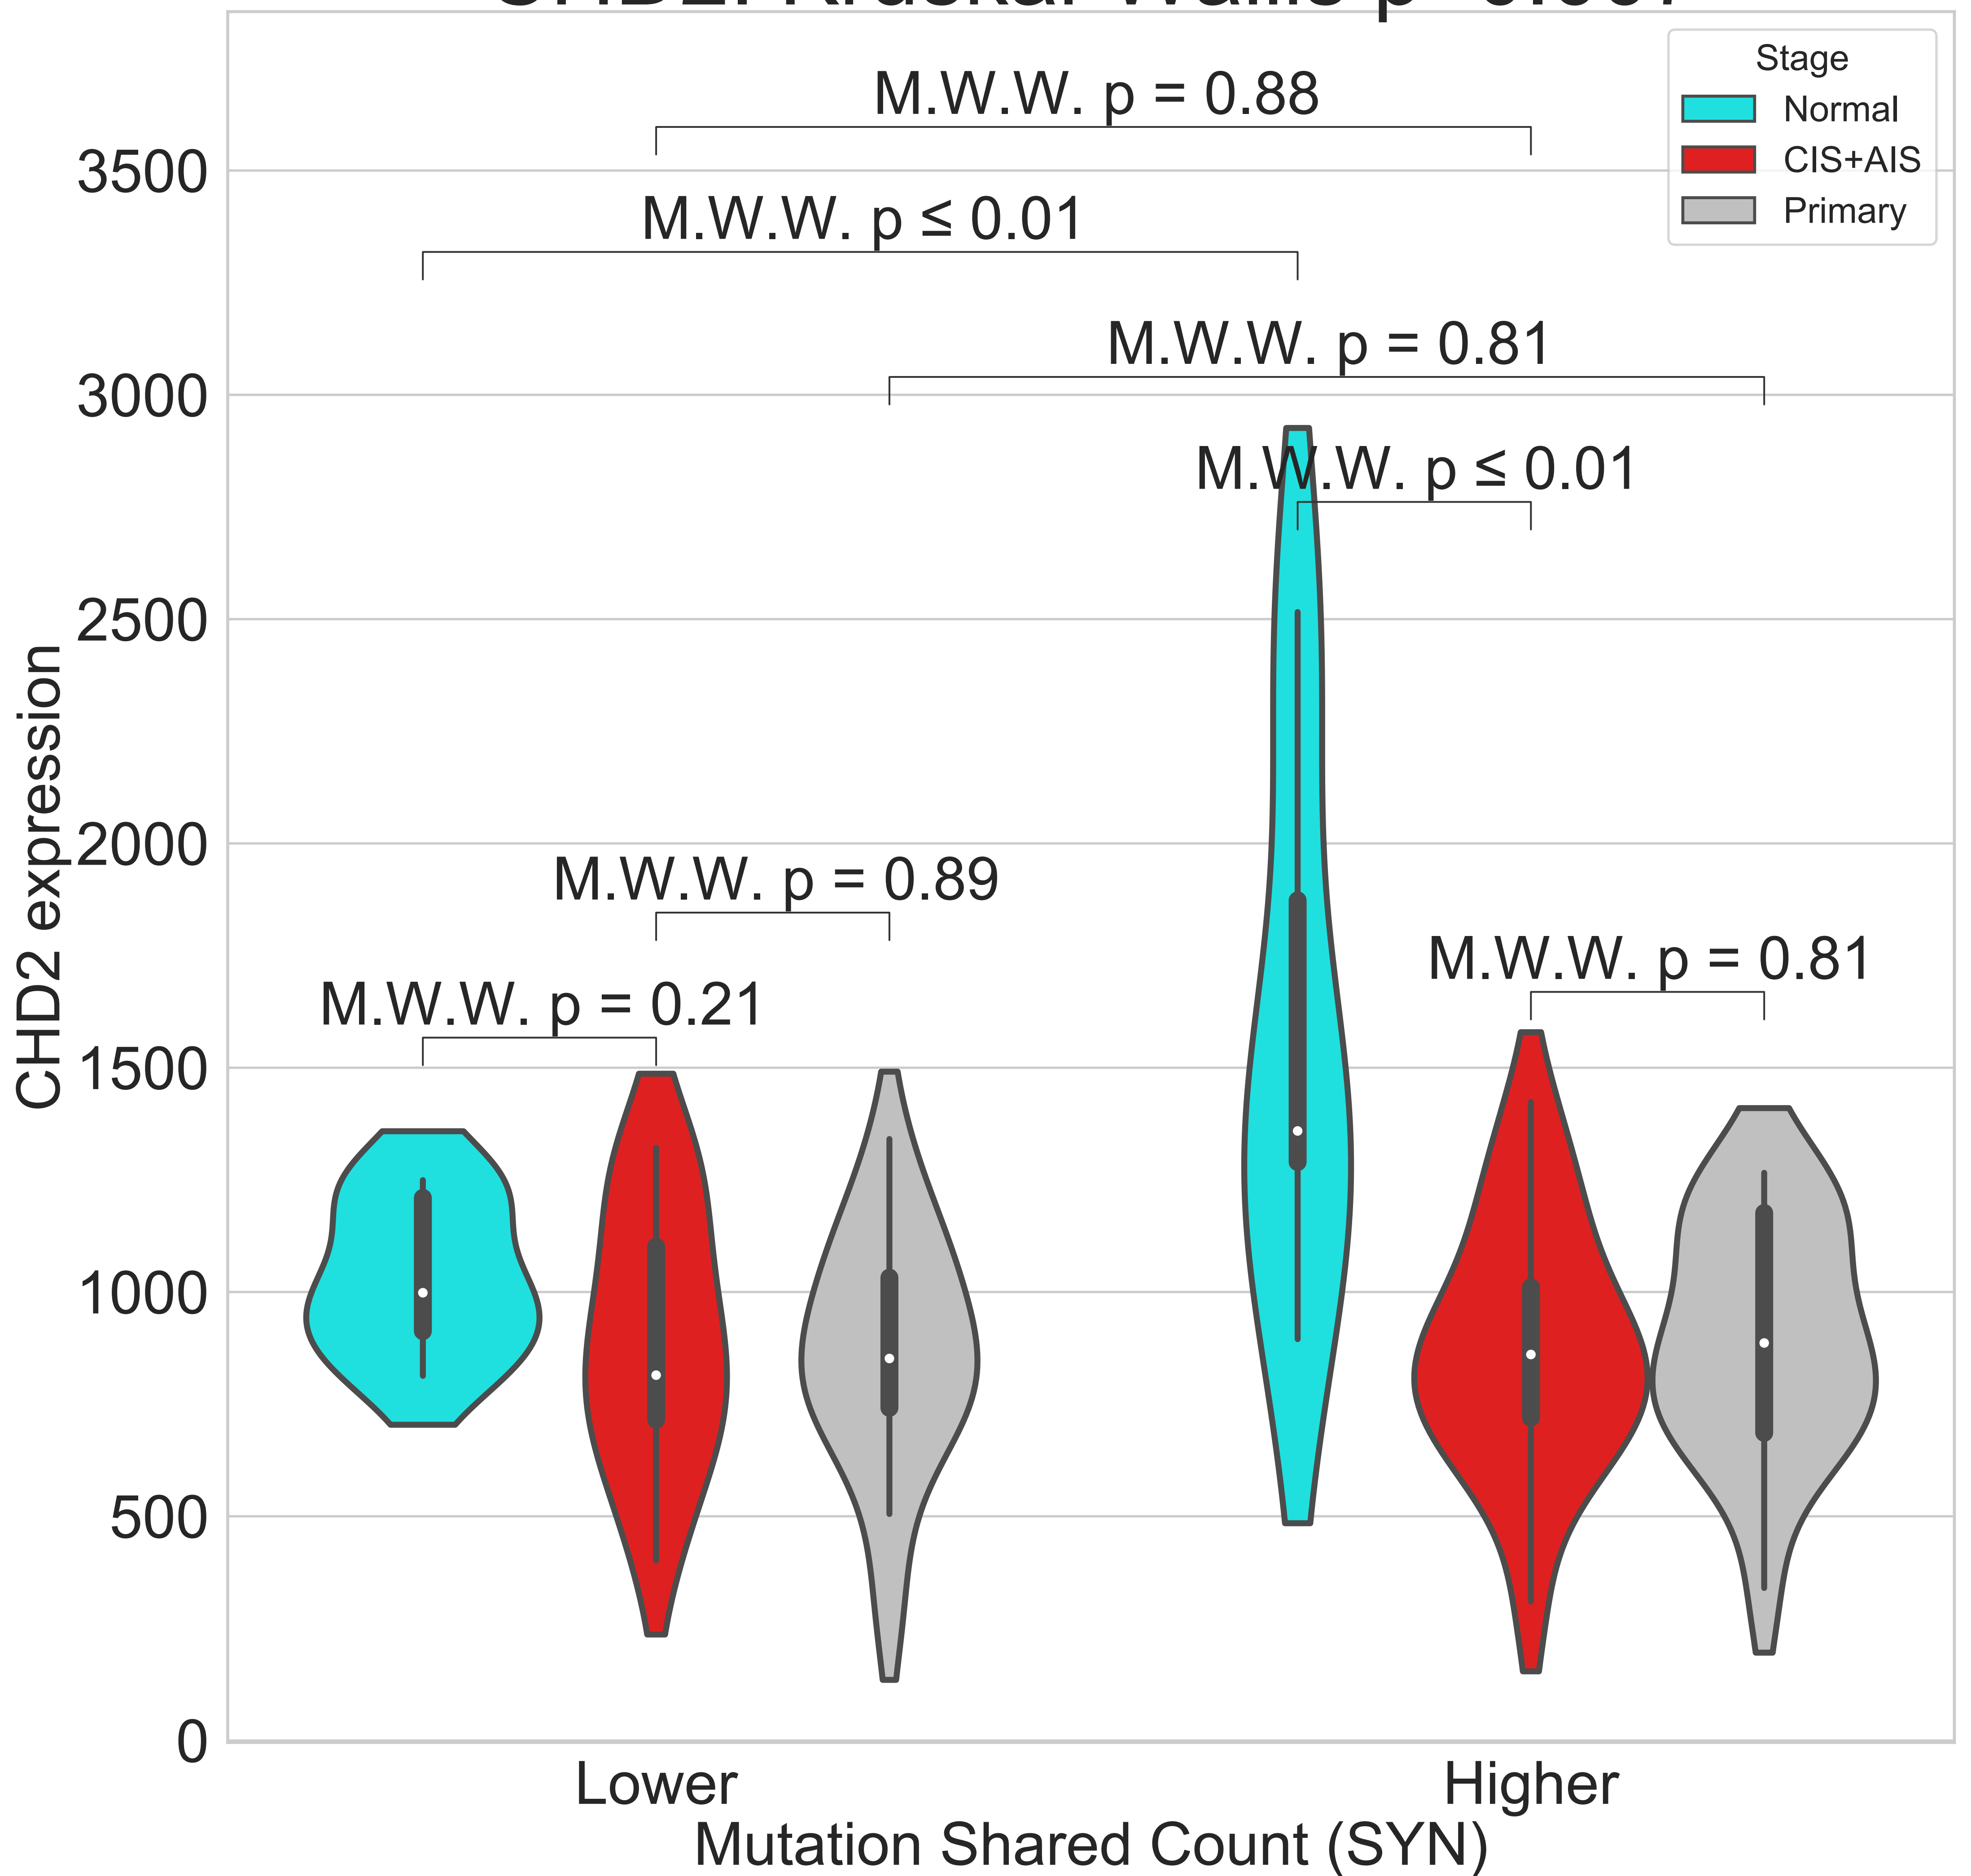 Stage
Normal
CIS+AIS
Primary
M.W.W. p = 0.88
M.W.W. p ≤ 0.01
M.W.W. p = 0.81
M.W.W. p ≤ 0.01
M.W.W. p = 0.89
M.W.W. p = 0.81
M.W.W. p = 0.21
3500
3000
2500
2000
1500
1000
500
0
CHD2 expression
Lower
Higher
Mutation Shared Count (SYN)